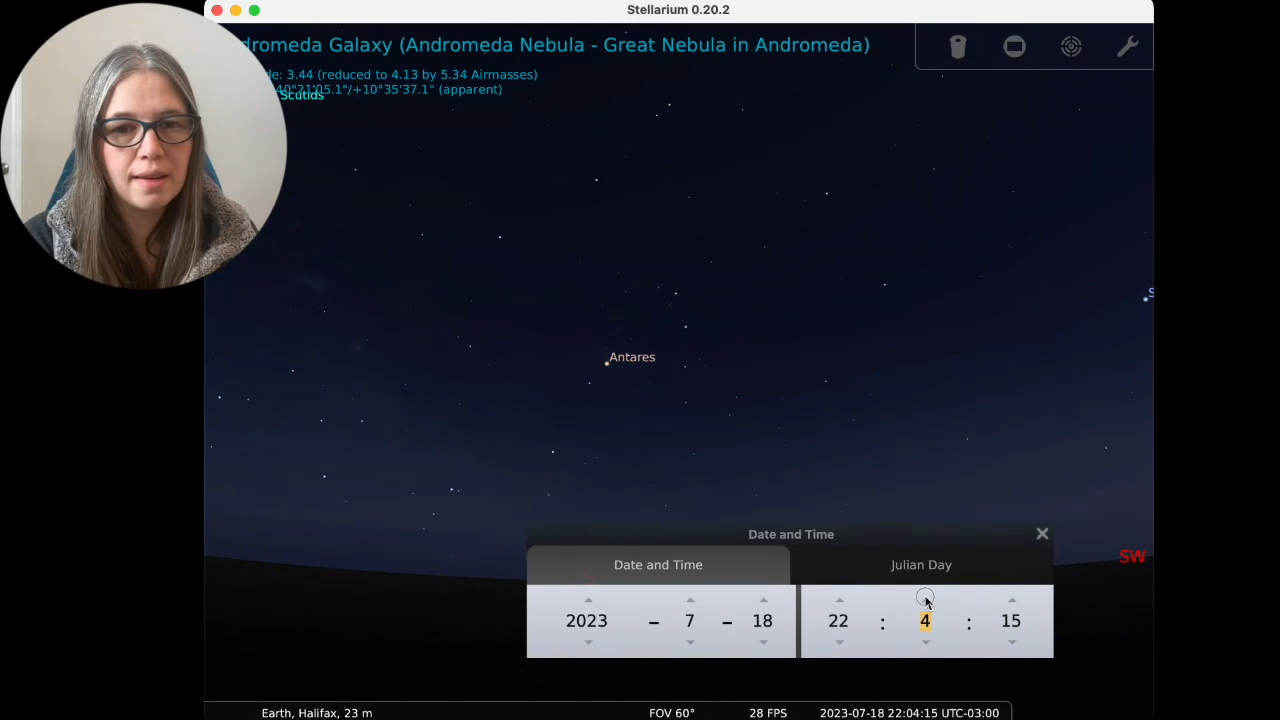 Stellarium 0.20.2
dromeda Galaxy (Andromeda Nebula - Great Nebula in Andromeda)
de: 3.44 (reduced to 4.13 by 5.34 Airmasses)
40°21'05.1"/+10°35'37.1" (apparent)
Scutids
S
Antares
SW
Date and Time
Date and Time
Julian Day
2023 – 7 – 18 22 : 4 : 15
Earth, Halifax, 23 m FOV 60° 28 FPS 2023-07-18 22:04:15 UTC-03:00